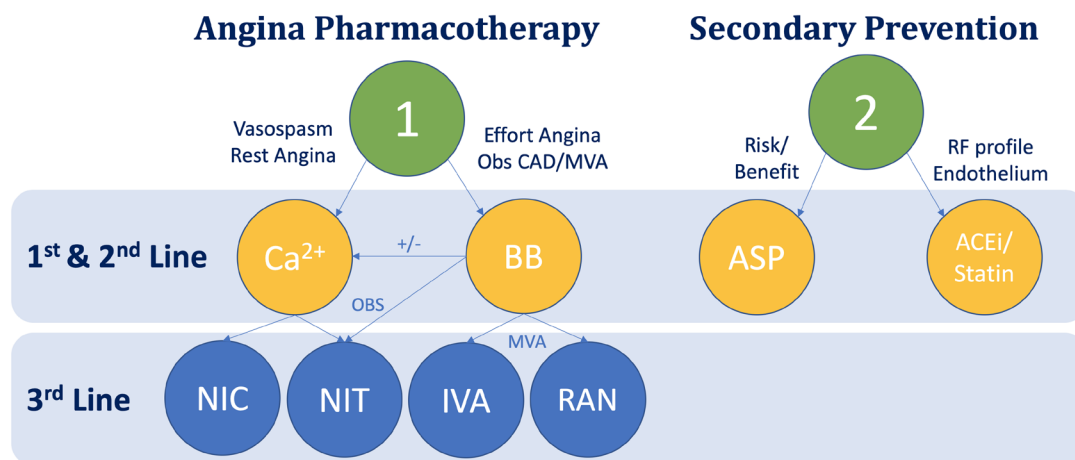 Angina Pharmacotherapy
Secondary Prevention
1
2
Vasospasm
Rest Angina
Effort Angina
Obs CAD/MVA
Risk/
Benefit
RF profile
Endothelium
1st & 2nd Line
Ca2+
+/-
BB
ASP
ACEi/
Statin
OBS
MVA
3rd Line
NIC
NIT
IVA
RAN